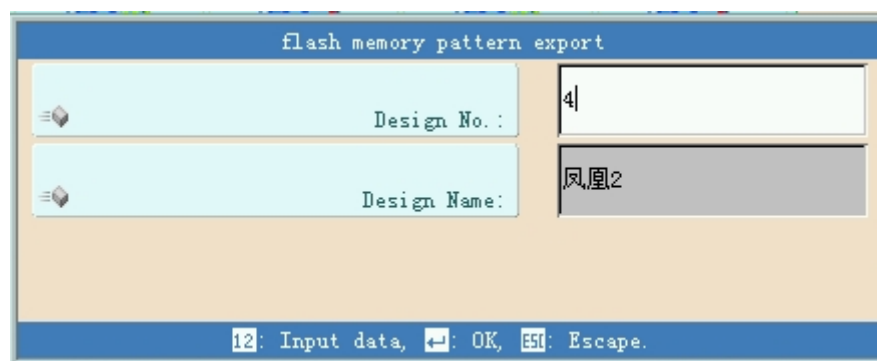 flash memory pattern export
Design No.:
4
Design Name:
凤凰2
12: Input data, ↵: OK, ESC: Escape.